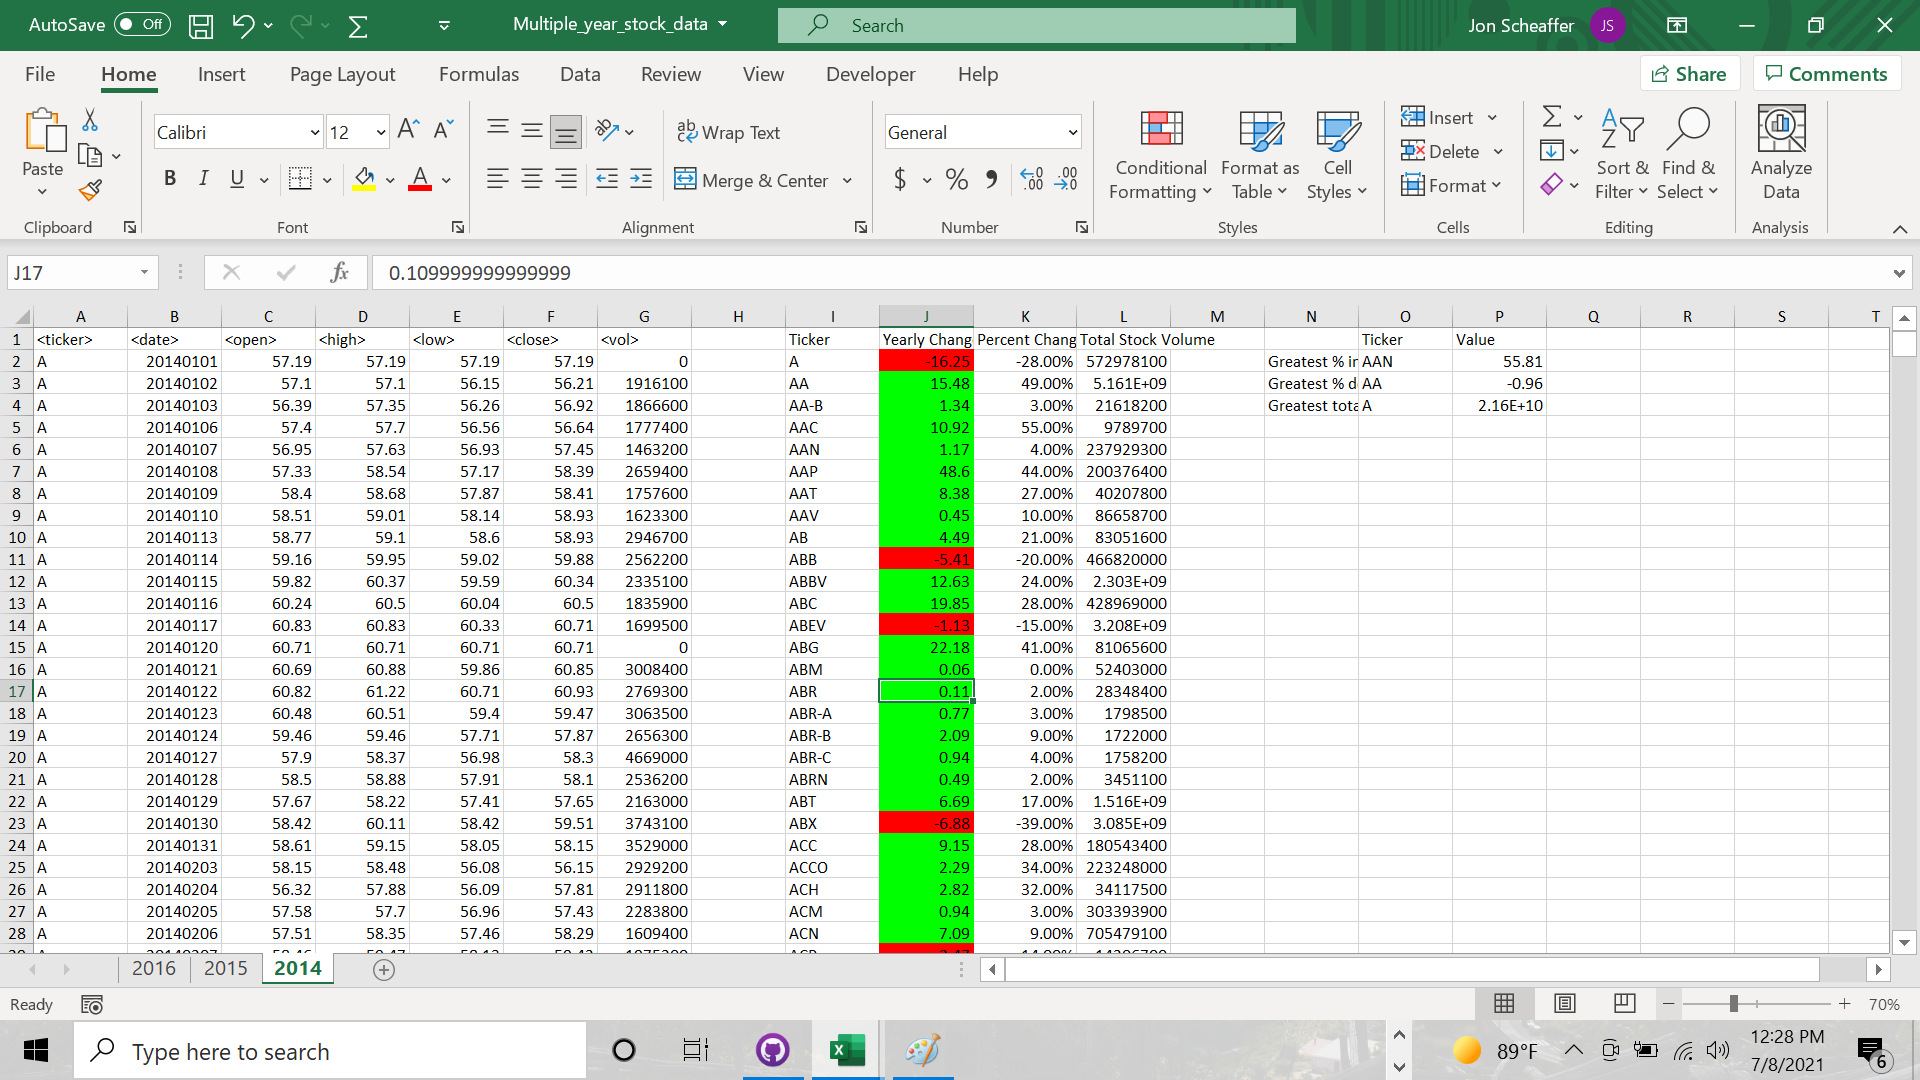 AutoSave Off Multiple_year_stock_data Search Jon Scheaffer JS
File Home Insert Page Layout Formulas Data Review View Developer Help Share Comments
Paste Calibri 12 Wrap Text General Conditional Formatting Format as Table Cell Styles Insert Sort & Filter Find & Select Analyze Data
B I U Merge & Center $ % Delete
Format
Clipboard Font Alignment Number Styles Cells Editing Analysis
J17 fx 0.109999999999999
A B C D E F G H I J K L M N O P Q R S T
1 <ticker> <date> <open> <high> <low> <close> <vol> Ticker Yearly Chang Percent Chang Total Stock Volume Ticker Value
2 A 20140101 57.19 57.19 57.19 57.19 0 A -16.25 -28.00% 572978100 Greatest % in AAN 55.81
3 A 20140102 57.1 57.1 56.15 56.21 1916100 AA 15.48 49.00% 5.161E+09 Greatest % d AA -0.96
4 A 20140103 56.39 57.35 56.26 56.92 1866600 AA-B 1.34 3.00% 21618200 Greatest tota A 2.16E+10
5 A 20140106 57.4 57.7 56.56 56.64 1777400 AAC 10.92 55.00% 9789700
6 A 20140107 56.95 57.63 56.93 57.45 1463200 AAN 1.17 4.00% 237929300
7 A 20140108 57.33 58.54 57.17 58.39 2659400 AAP 48.6 44.00% 200376400
8 A 20140109 58.4 58.68 57.87 58.41 1757600 AAT 8.38 27.00% 40207800
9 A 20140110 58.51 59.01 58.14 58.93 1623300 AAV 0.45 10.00% 86658700
10 A 20140113 58.77 59.1 58.6 58.93 2946700 AB 4.49 21.00% 83051600
11 A 20140114 59.16 59.95 59.02 59.88 2562200 ABB -5.41 -20.00% 466820000
12 A 20140115 59.82 60.37 59.59 60.34 2335100 ABBV 12.63 24.00% 2.303E+09
13 A 20140116 60.24 60.5 60.04 60.5 1835900 ABC 19.85 28.00% 428969000
14 A 20140117 60.83 60.83 60.33 60.71 1699500 ABEV -1.13 -15.00% 3.208E+09
15 A 20140120 60.71 60.71 60.71 60.71 0 ABG 22.18 41.00% 81065600
16 A 20140121 60.69 60.88 59.86 60.85 3008400 ABM 0.06 0.00% 52403000
17 A 20140122 60.82 61.22 60.71 60.93 2769300 ABR 0.11 2.00% 28348400
18 A 20140123 60.48 60.51 59.4 59.47 3063500 ABR-A 0.77 3.00% 1798500
19 A 20140124 59.46 59.46 57.71 57.87 2656300 ABR-B 2.09 9.00% 1722000
20 A 20140127 57.9 58.37 56.98 58.3 4669000 ABR-C 0.94 4.00% 1758200
21 A 20140128 58.5 58.88 57.91 58.1 2536200 ABRN 0.49 2.00% 3451100
22 A 20140129 57.67 58.22 57.41 57.65 2163000 ABT 6.69 17.00% 1.516E+09
23 A 20140130 58.42 60.11 58.42 59.51 3743100 ABX -6.88 -39.00% 3.085E+09
24 A 20140131 58.61 59.15 58.05 58.15 3529000 ACC 9.15 28.00% 180543400
25 A 20140203 58.15 58.48 56.08 56.15 2929200 ACCO 2.29 34.00% 223248000
26 A 20140204 56.32 57.88 56.09 57.81 2911800 ACH 2.82 32.00% 34117500
27 A 20140205 57.58 57.7 56.96 57.43 2283800 ACM 0.94 3.00% 303393900
28 A 20140206 57.51 58.35 57.46 58.29 1609400 ACN 7.09 9.00% 705479100
2016 2015 2014
Ready 70%
Type here to search 89°F 12:28 PM
7/8/2021 6